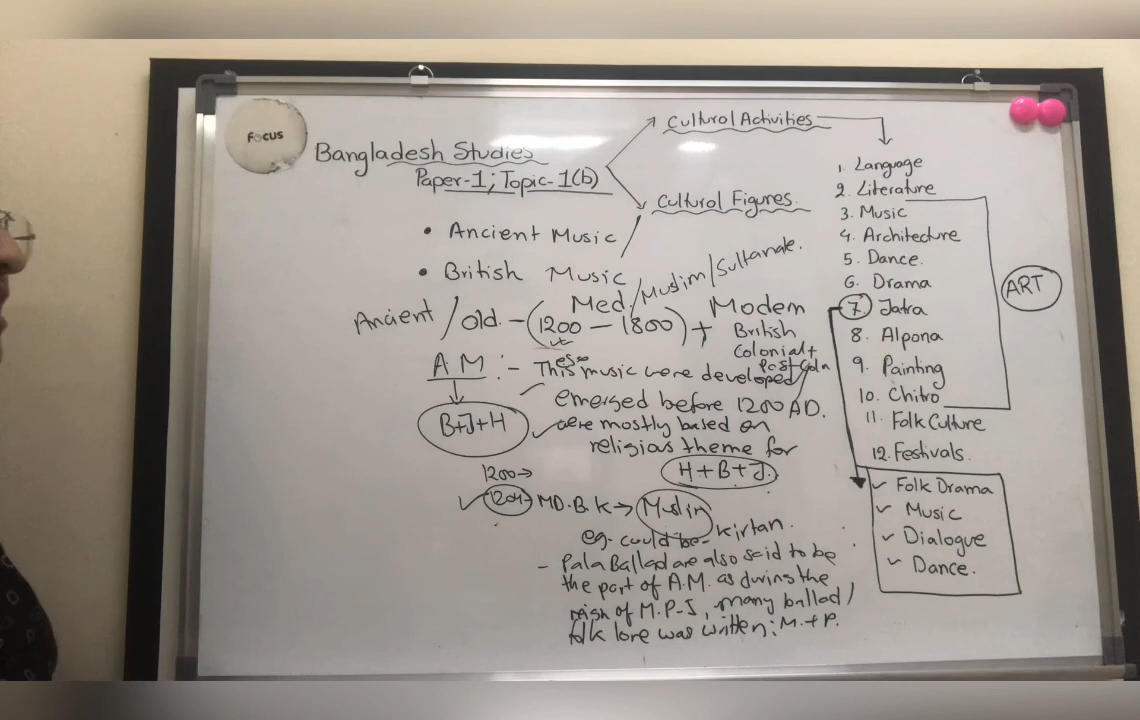 FOCUS
Bangladesh Studies
Paper-1; Topic-1(b)
Cultural Activities
Cultural Figures.
• Ancient Music
• British Music
Ancient / Old. - (1200 - 1800) + Modern
Med. / Muslim / Sultanate.
British
Colonial +
Post Coln
A M :- This music were developed /
es
emerged before 1200 AD.
B+J+H
were mostly based on
religious theme for
H+B+J.
1200→
1204 MD. B. K → Muslim
eg. could be - Kirtan.
- Pala Ballad are also said to be
the part of A.M. as during the
reign of M.P-J, many ballad /
folk lore was written; M.+P.
1. Language
2. Literature
3. Music
4. Architecture
5. Dance.
6. Drama
7. Jatra
8. Alpona
9. Painting
10. Chitro
11. Folk Culture
12. Festivals.
ART
✓ Folk Drama
✓ Music
✓ Dialogue
✓ Dance.